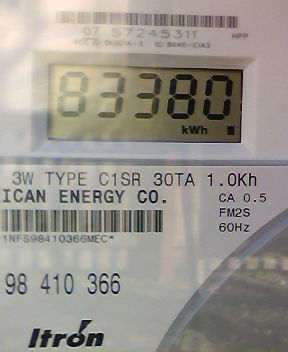 07 57245311 HPP
83380
kWh
3W TYPE C1SR 30TA 1.0Kh
ICAN ENERGY CO.
CA 0.5
FM2S
60Hz
1NFS98410366MEC*
98 410 366
Itron